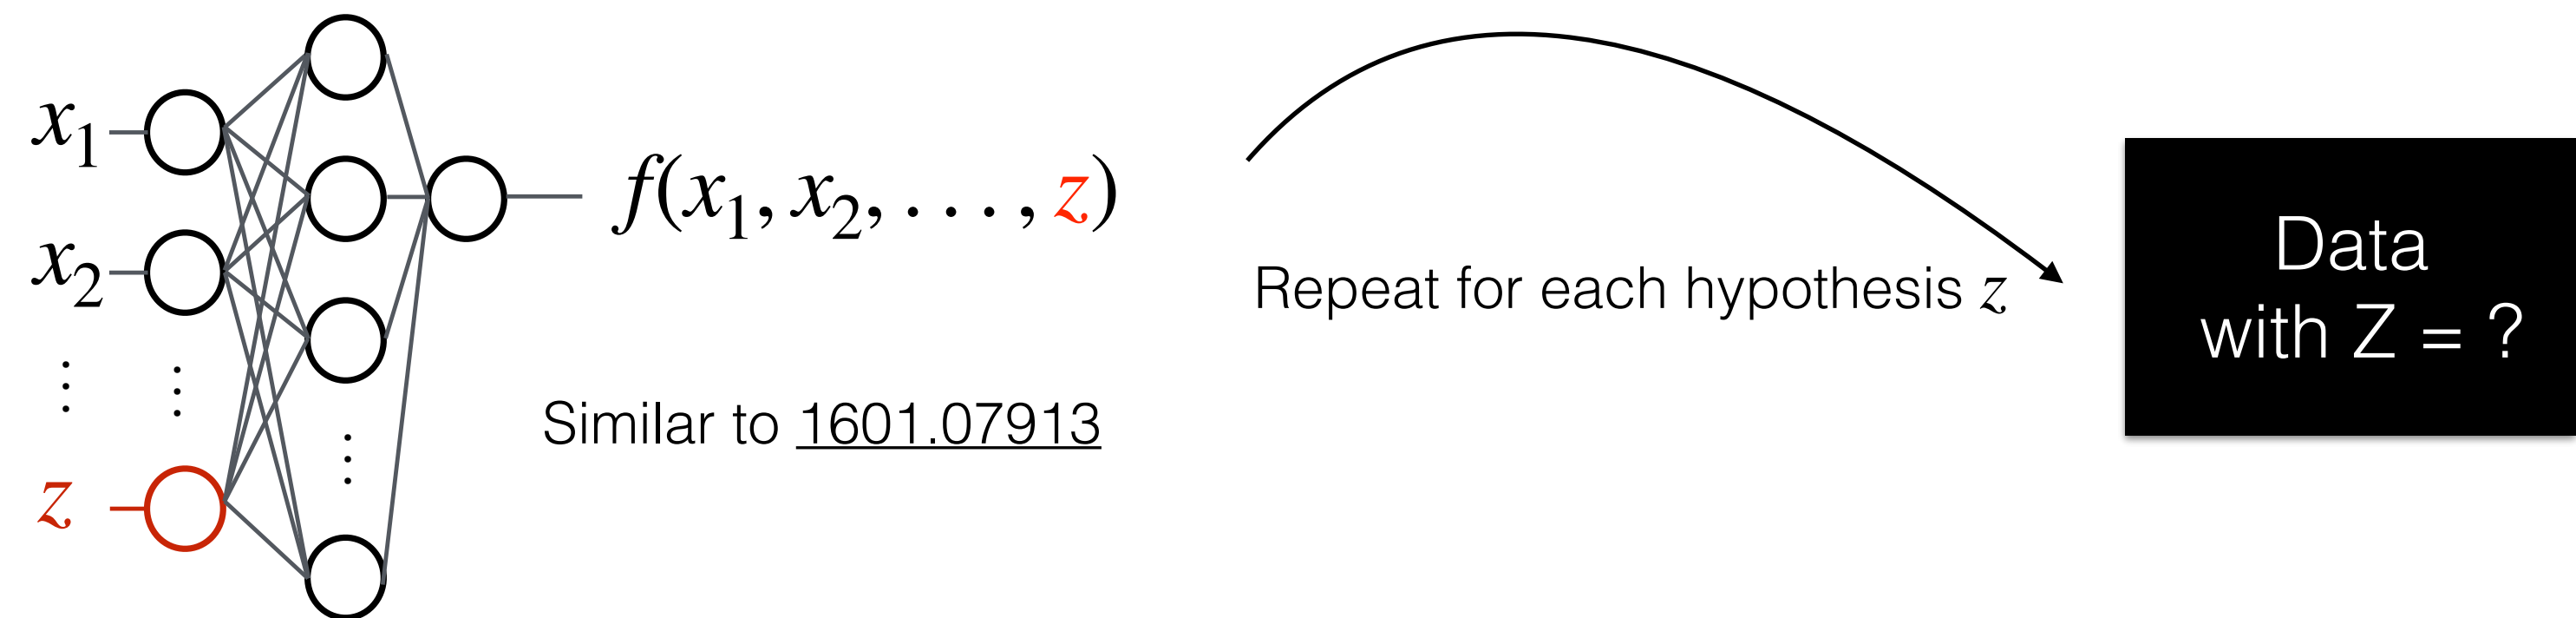 x₁
x₂
⋮ ⋮
z
⋮
f(x₁, x₂, . . . , z)
Similar to 1601.07913
Repeat for each hypothesis z
Data
with Z = ?